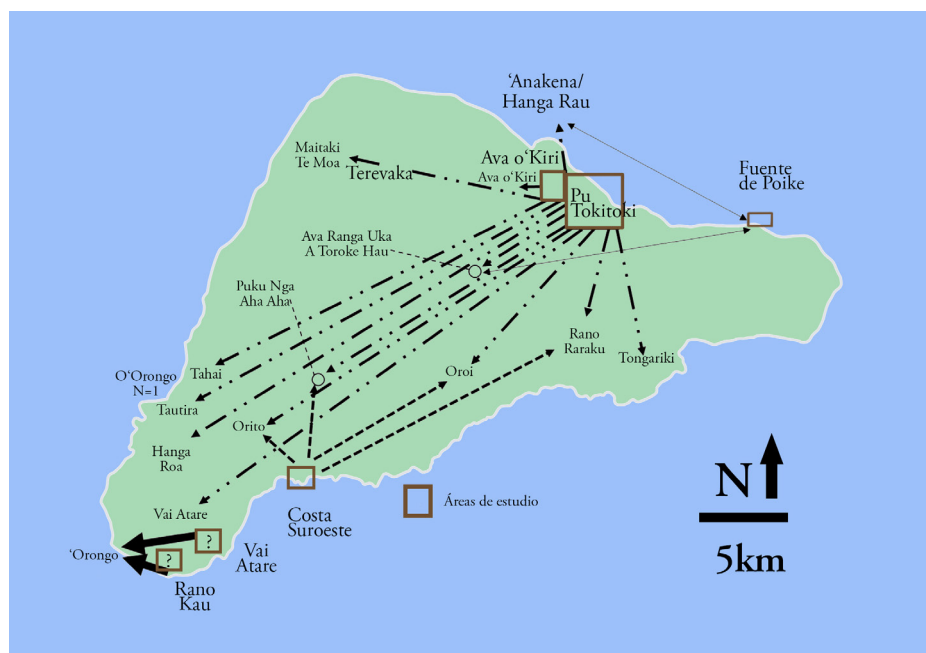 ‘Anakena/
Hanga Rau
Maitaki
Te Moa
Terevaka
Ava o‘Kiri
Ava o‘Kiri
Fuente
de Poike
Pu
Tokitoki
Ava Ranga Uka
A Toroke Hau
Puku Nga
Aha Aha
Rano
Raraku
Tongariki
O‘Orongo
N=1
Tahai
Oroi
Tautira
Orito
Hanga
Roa
N
Áreas de estudio
Vai Atare
Costa
Suroeste
‘Orongo
?
Vai
Atare
?
Rano
Kau
5km